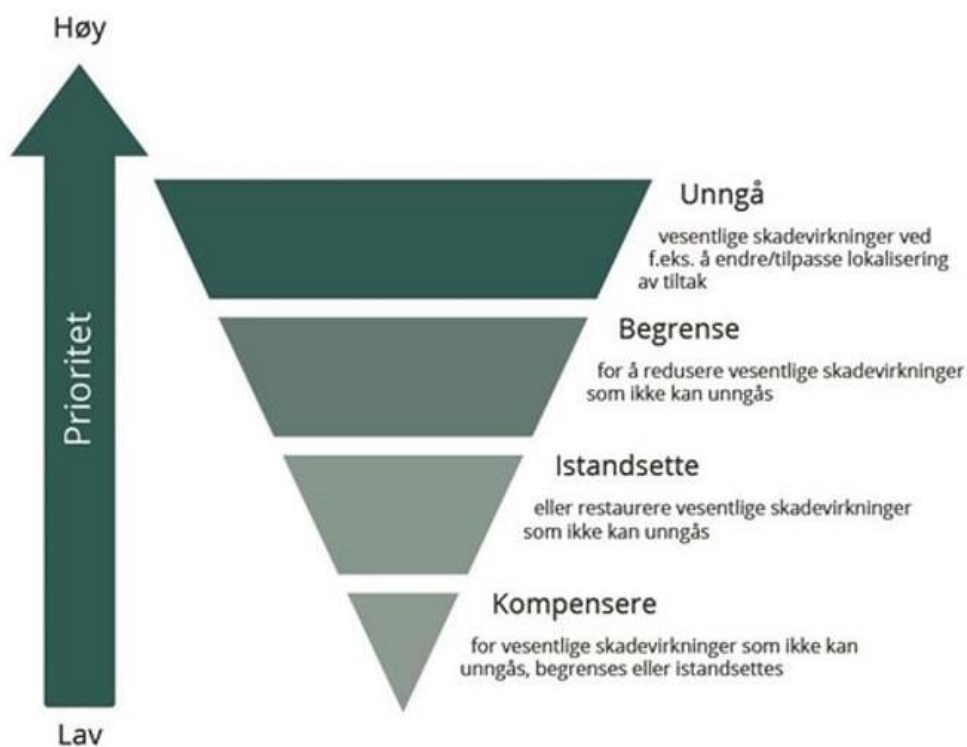 Høy
Prioritet
Unngå
vesentlige skadevirkninger ved
f.eks. å endre/tilpasse lokalisering
av tiltak
Begrense
for å redusere vesentlige skadevirkninger
som ikke kan unngås
Istandsette
eller restaurere vesentlige skadevirkninger
som ikke kan unngås
Kompensere
for vesentlige skadevirkninger som ikke kan
unngås, begrenses eller istandsettes
Lav